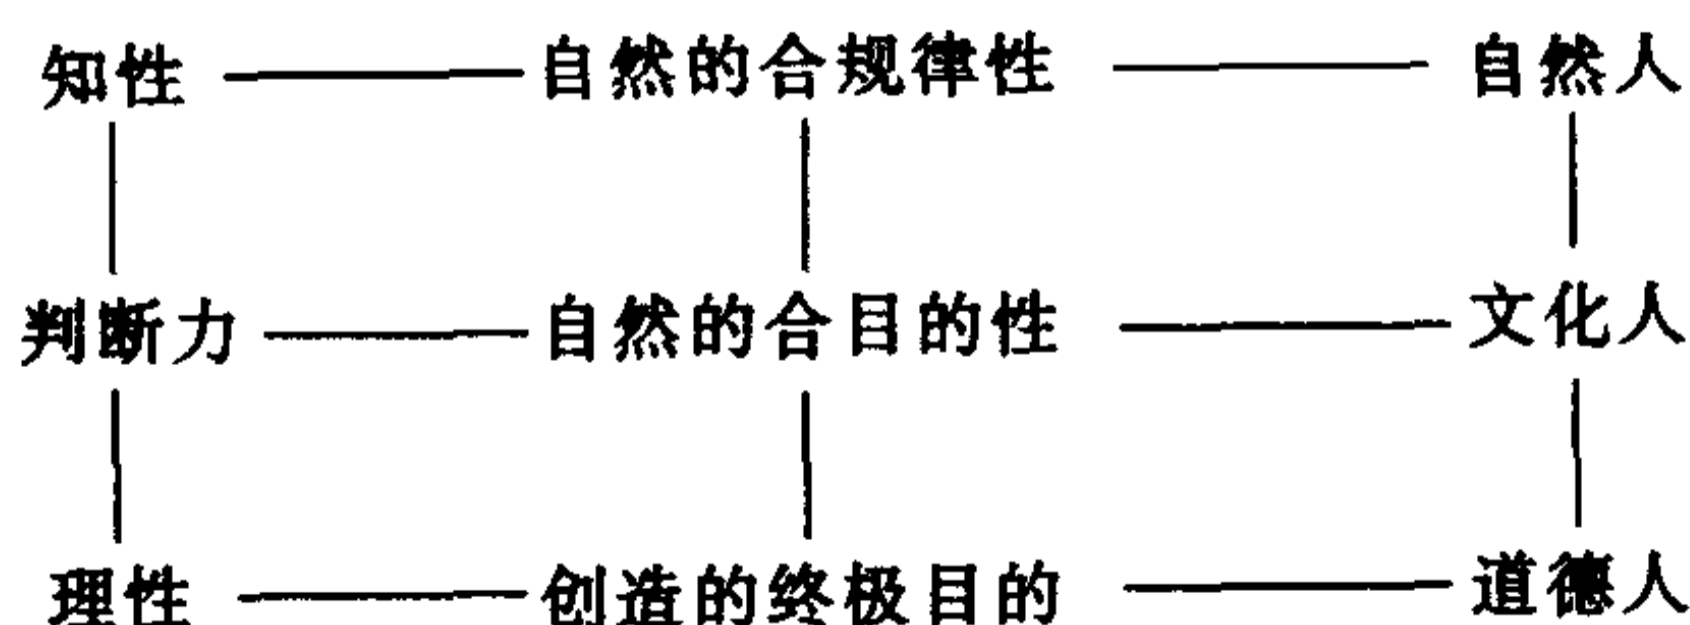 知性 自然的合规律性 自然人
判断力 自然的合目的性 文化人
理性 创造的终极目的 道德人